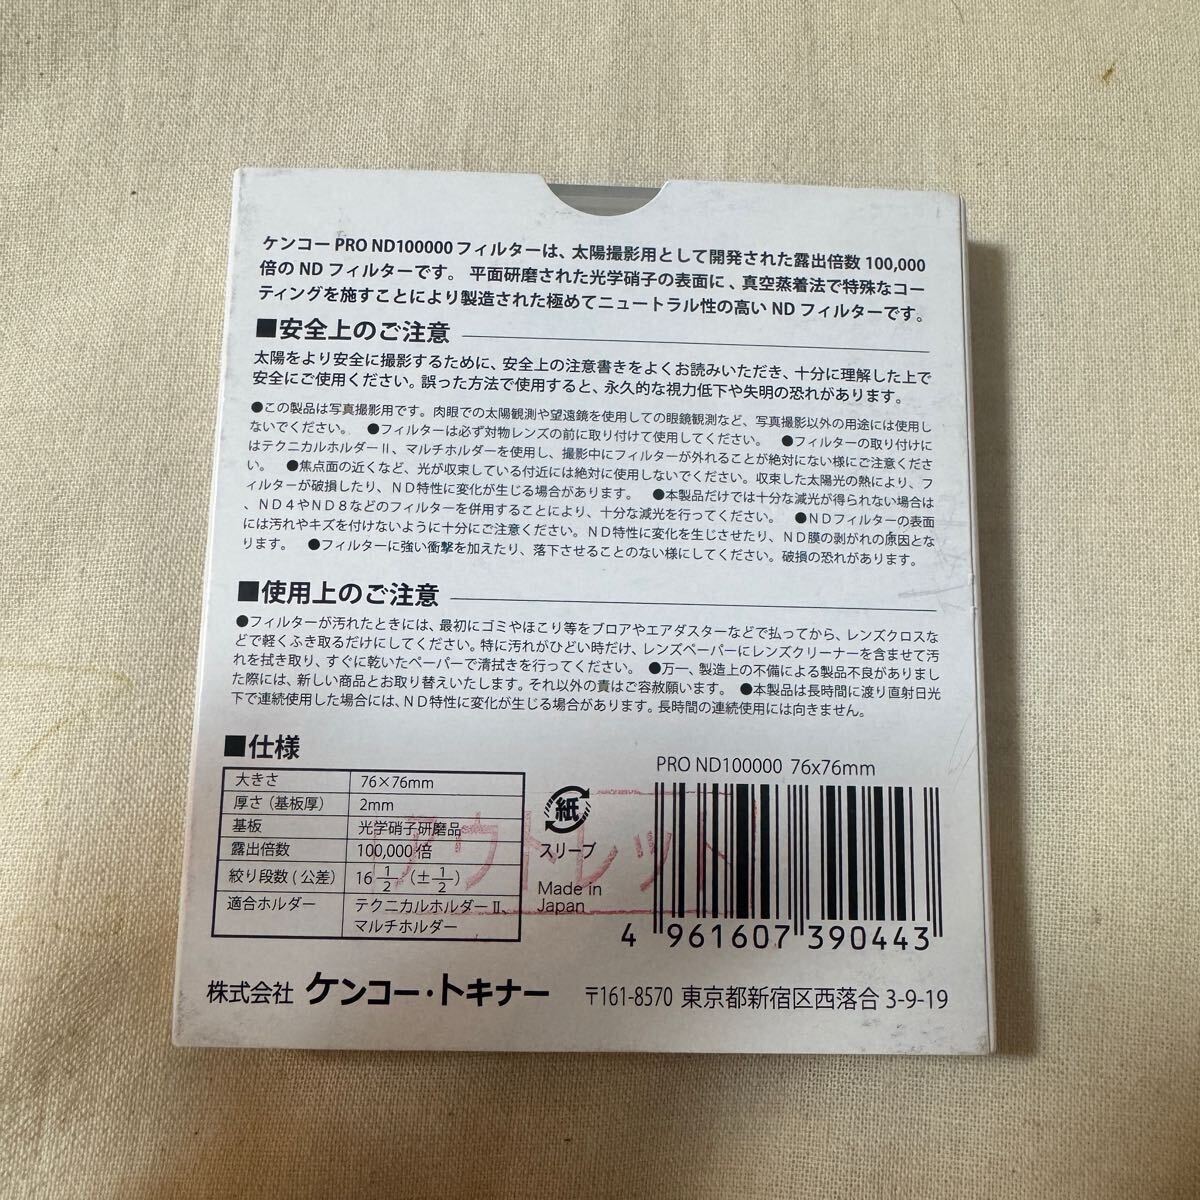 ケンコー PRO ND100000 フィルターは、太陽撮影用として開発された露出倍数 100,000
倍の ND フィルターです。 平面研磨された光学硝子の表面に 、真空蒸着法で特殊なコー
ティングを施すことにより製造された極めてニュートラル性の高い ND フィルターです。
■安全上のご注意
太陽をより安全に撮影するために、安全上の注意書きをよくお読みいただき、十分に理解した上で
安全にご使用ください。誤った方法で使用すると、永久的な視力低下や失明の恐れがあります。
●この製品は写真撮影用です。肉眼での太陽観測や望遠鏡を使用しての眼鏡観測など、写真撮影以外の用途には使用し
ないでください。 ●フィルターは必ず対物レンズの前に取り付けて使用してください。 ●フィルターの取り付けに
はテクニカルホルダーⅡ、マルチホルダーを使用し、撮影中にフィルターが外れることが絶対にない様にご注意くださ
い。 ●焦点面の近くなど、光が収束している付近には絶対に使用しないでください。収束した太陽光の熱により、フ
ィルターが破損したり、ND特性に変化が生じる場合があります。 ●本製品だけでは十分な減光が得られない場合は
、ND4やND8などのフィルターを併用することにより、十分な減光を行ってください。 ●NDフィルターの表面
には汚れやキズを付けないように十分にご注意ください。ND特性に変化を生じさせたり、ND膜の剥がれの原因とな
ります。 ●フィルターに強い衝撃を加えたり、落下させることのない様にしてください。破損の恐れがあります。
■使用上のご注意
●フィルターが汚れたときには、最初にゴミやほこり等をブロアやエアダスターなどで払ってから、レンズクロスな
どで軽くふき取るだけにしてください。特に汚れがひどい時だけ、レンズペーパーにレンズクリーナーを含ませて汚
れを拭き取り、すぐに乾いたペーパーで清拭きを行ってください。 ●万一、製造上の不備による製品不良がありまし
た際には、新しい商品とお取り替えいたします。それ以外の責はご容赦願います。 ●本製品は長時間に渡り直射日光
下で連続使用した場合には、ND特性に変化が生じる場合があります。長時間の連続使用には向きません。
■仕様
大きさ 76×76mm
厚さ (基板厚) 2mm
基板 光学硝子研磨品
露出倍数 100,000 倍
絞り段数 (公差) 16 1/2 (±1/2)
適合ホルダー テクニカルホルダーⅡ、
マルチホルダー
紙
スリーブ
Made in
Japan
アウトレット
PRO ND100000 76x76mm
4 961607 390443
株式会社 ケンコー・トキナー 〒161-8570 東京都新宿区西落合 3-9-19